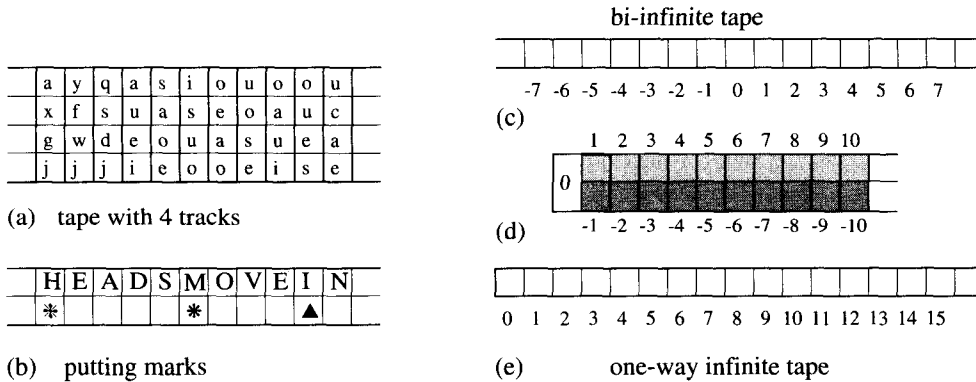 a y q a s i o u o o u
x f s u a s e o a u c
g w d e o u a s u e a
j j j i e o o e i s e
(a) tape with 4 tracks
H E A D S M O V E I N
(b) putting marks
bi-infinite tape
-7 -6 -5 -4 -3 -2 -1 0 1 2 3 4 5 6 7
(c)
1 2 3 4 5 6 7 8 9 10
0
-1 -2 -3 -4 -5 -6 -7 -8 -9 -10
(d)
0 1 2 3 4 5 6 7 8 9 10 11 12 13 14 15
(e) one-way infinite tape